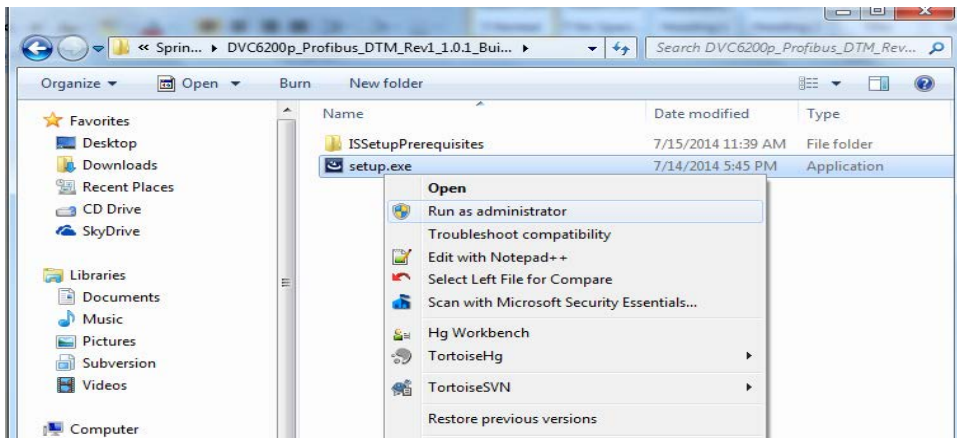 « Sprin... ▸ DVC6200p_Profibus_DTM_Rev1_1.0.1_Bui... ▸ Search DVC6200p_Profibus_DTM_Rev...
Organize Open Burn New folder
Favorites
Desktop
Downloads
Recent Places
CD Drive
SkyDrive
Libraries
Documents
Music
Pictures
Subversion
Videos
Computer
Name Date modified Type
ISSetupPrerequisites 7/15/2014 11:39 AM File folder
setup.exe 7/14/2014 5:45 PM Application
Open
Run as administrator
Troubleshoot compatibility
Edit with Notepad++
Select Left File for Compare
Scan with Microsoft Security Essentials...
Hg Workbench
TortoiseHg
TortoiseSVN
Restore previous versions